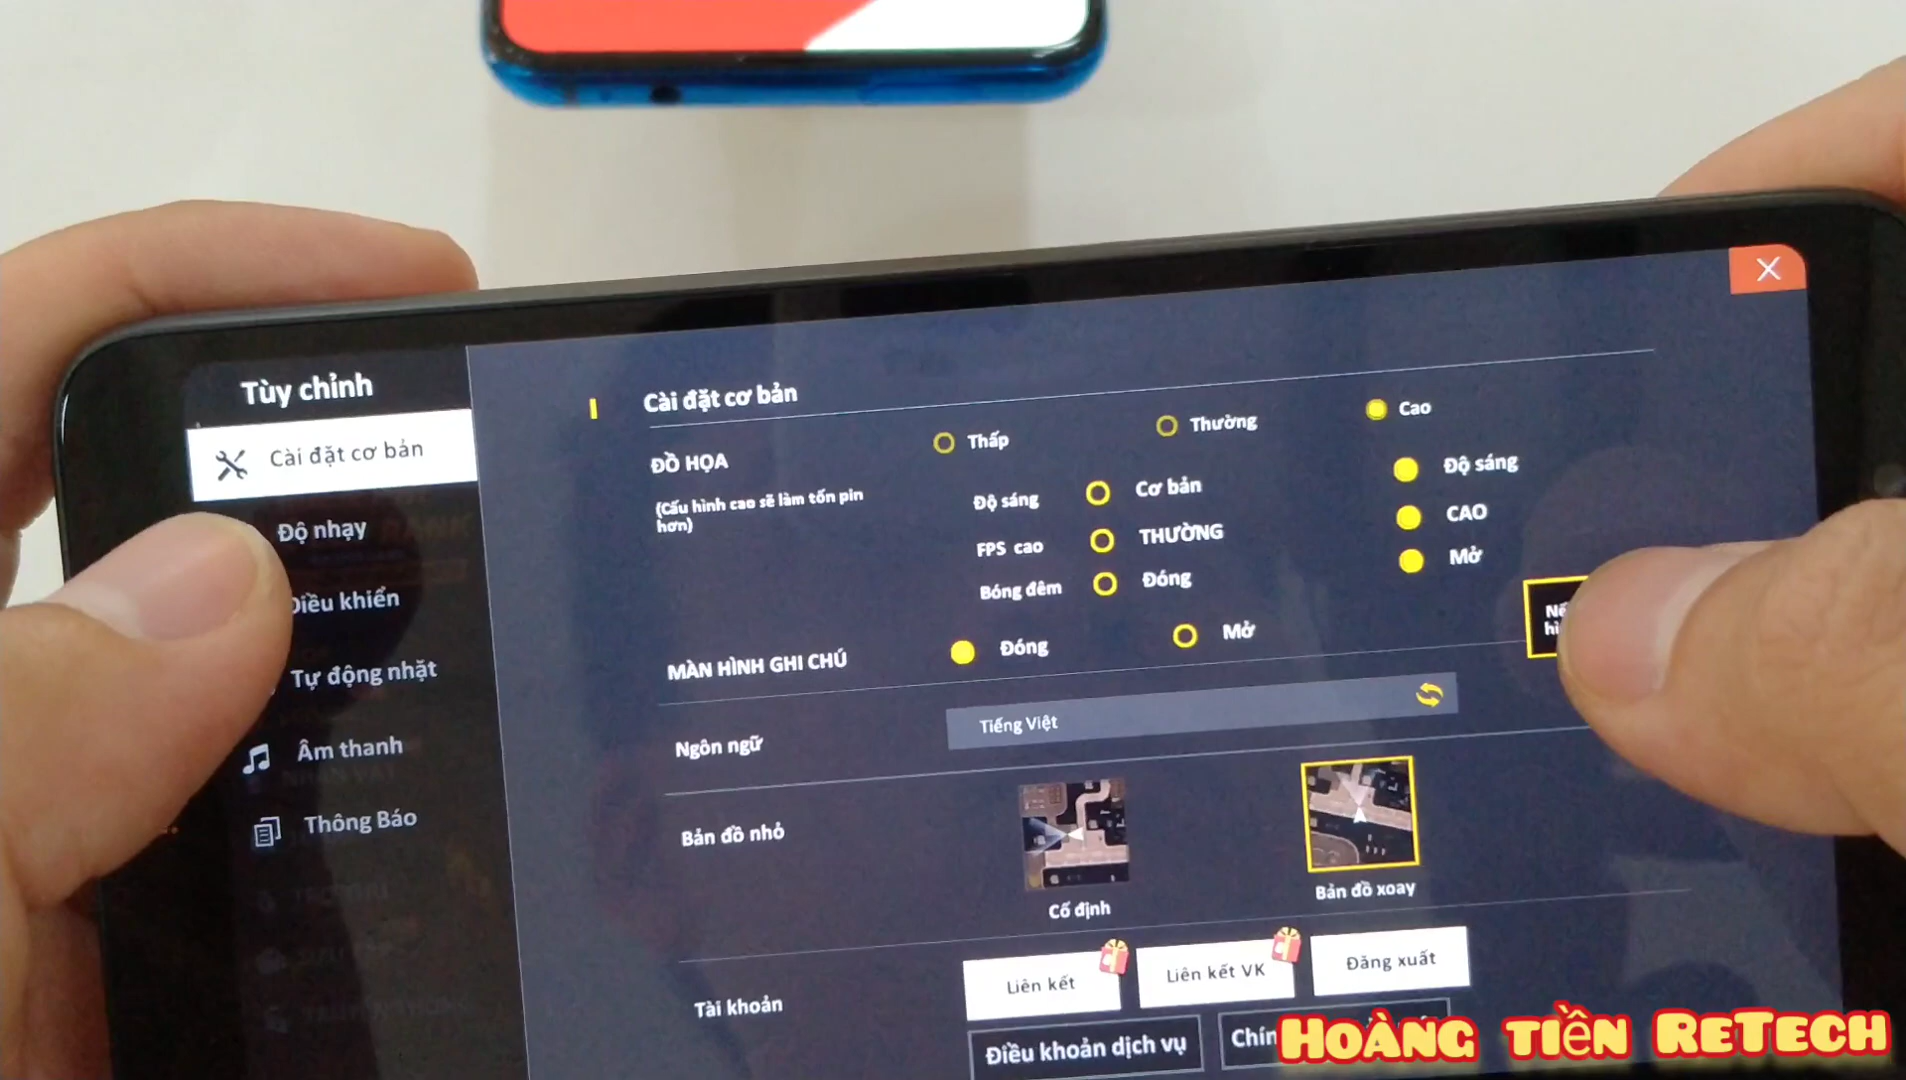 Tùy chỉnh
Cài đặt cơ bản
Độ nhạy
Điều khiển
Tự động nhặt
Âm thanh
Thông Báo
Cài đặt cơ bản
ĐỒ HỌA
Thấp
Thường
Cao
(Cấu hình cao sẽ làm tốn pin
hơn)
Độ sáng
Cơ bản
Độ sáng
FPS cao
THƯỜNG
CAO
Bóng đêm
Đóng
Mở
MÀN HÌNH GHI CHÚ
Đóng
Mở
Ngôn ngữ
Tiếng Việt
Bản đồ nhỏ
Cố định
Bản đồ xoay
Tài khoản
Liên kết
Liên kết VK
Đăng xuất
Điều khoản dịch vụ
HOÀNG TIỀN RETECH